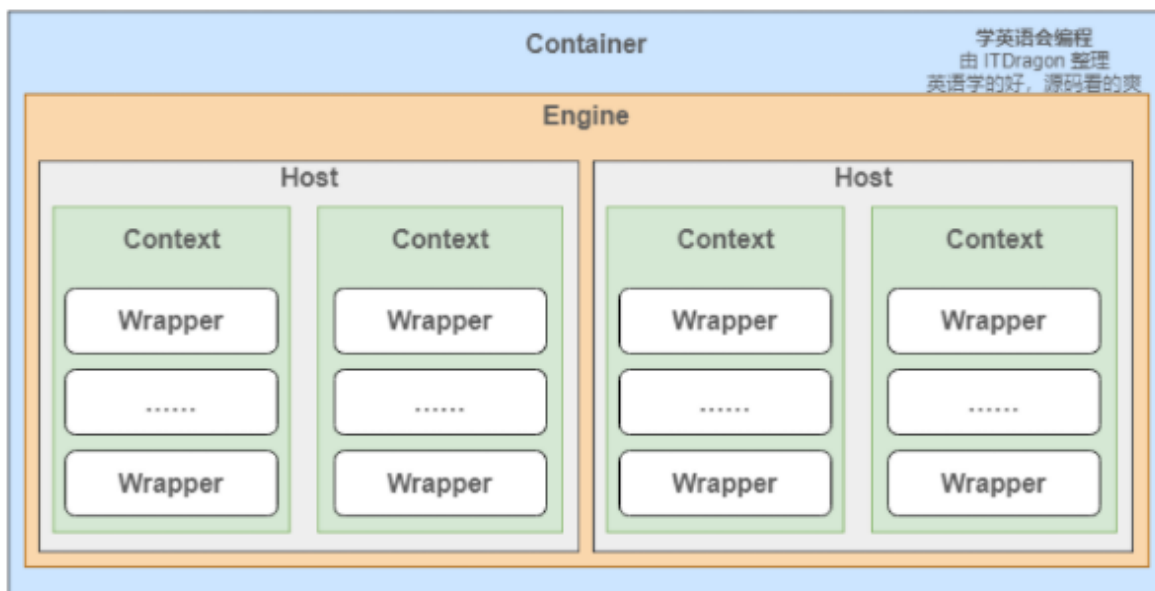 Container
学英语会编程
由 ITDragon 整理
英语学的好，源码看的爽
Engine
Host
Host
Context
Context
Context
Context
Wrapper
Wrapper
Wrapper
Wrapper
......
......
......
......
Wrapper
Wrapper
Wrapper
Wrapper